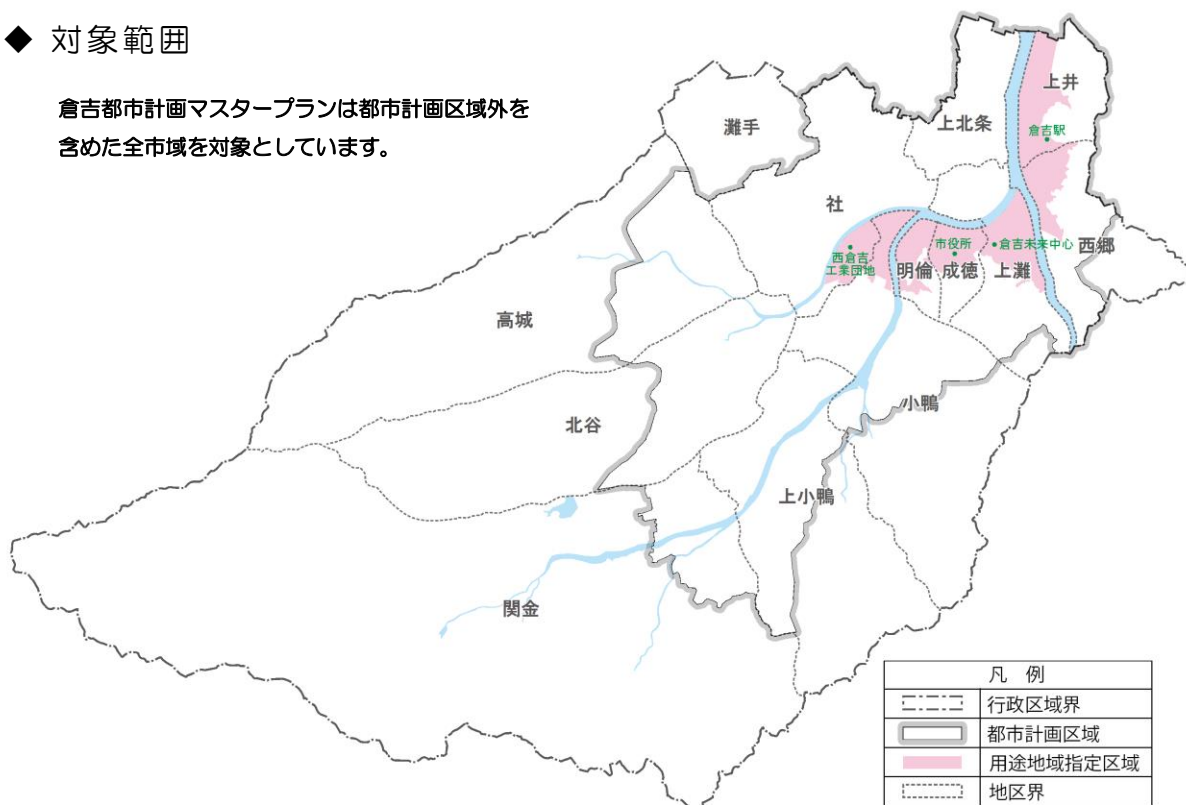 ◆ 対象範囲
倉吉都市計画マスタープランは都市計画区域外を
含めた全市域を対象としています。
上井
灘手
上北条
倉吉駅
社
市役所
倉吉未来中心
西郷
西倉吉
工業団地
明倫
成徳
上灘
高城
小鴨
北谷
上小鴨
関金
凡 例
行政区域界
都市計画区域
用途地域指定区域
地区界